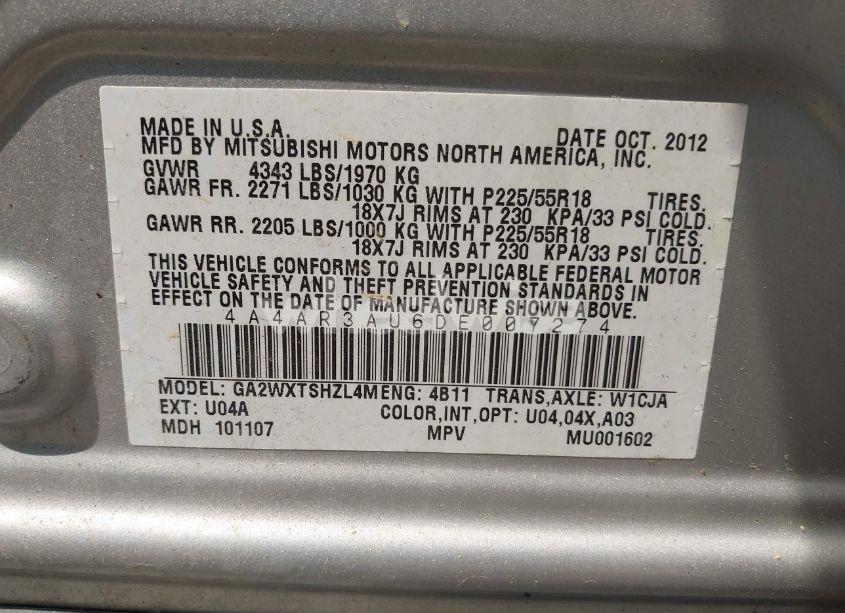 MADE IN U.S.A. DATE OCT. 2012
MFD BY MITSUBISHI MOTORS NORTH AMERICA, INC.
GVWR 4343 LBS/1970 KG
GAWR FR. 2271 LBS/1030 KG WITH P225/55R18 TIRES.
18X7J RIMS AT 230 KPA/33 PSI COLD.
GAWR RR. 2205 LBS/1000 KG WITH P225/55R18 TIRES.
18X7J RIMS AT 230 KPA/33 PSI COLD.
THIS VEHICLE CONFORMS TO ALL APPLICABLE FEDERAL MOTOR
VEHICLE SAFETY AND THEFT PREVENTION STANDARDS IN
EFFECT ON THE DATE OF MANUFACTURE SHOWN ABOVE.
4A4AR3AU6DE007274
MODEL: GA2WXTSHZL4M ENG: 4B11 TRANS,AXLE: W1CJA
EXT: U04A COLOR,INT,OPT: U04,04X,A03
MDH 101107 MPV MU001602